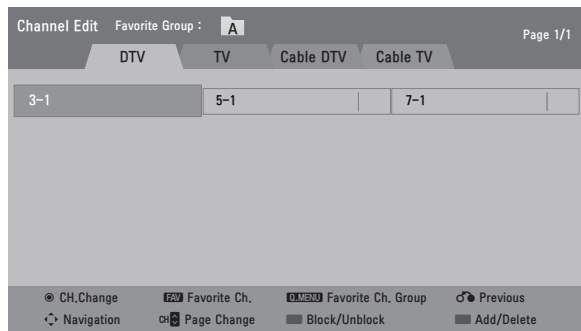 Channel Edit Favorite Group : A Page 1/1
DTV TV Cable DTV Cable TV
3-1 5-1 7-1
CH.Change FAV Favorite Ch. Q.MENU Favorite Ch. Group Previous
Navigation CH Page Change Block/Unblock Add/Delete